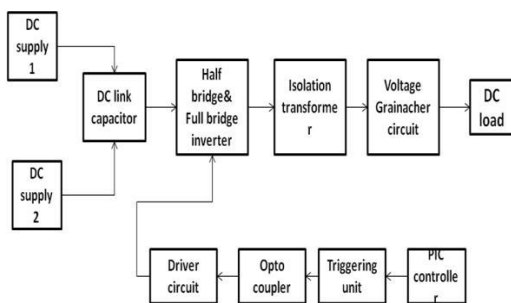 DC
supply
1
DC link
capacitor
Half
bridge&
Full bridge
inverter
Isolation
transforme
r
Voltage
Grainacher
circuit
DC
load
DC
supply
2
Driver
circuit
Opto
coupler
Triggering
unit
PIC
controlle
r